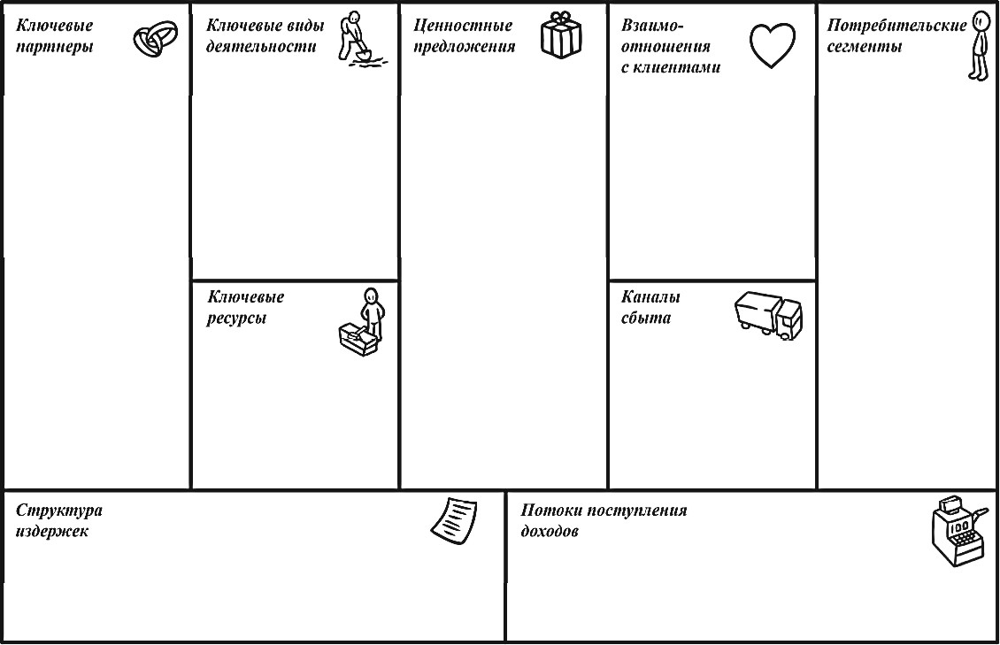 Ключевые
партнеры
Ключевые виды
деятельности
Ценностные
предложения
Взаимо-
отношения
с клиентами
Потребительские
сегменты
Ключевые
ресурсы
Каналы
сбыта
Структура
издержек
Потоки поступления
доходов
100